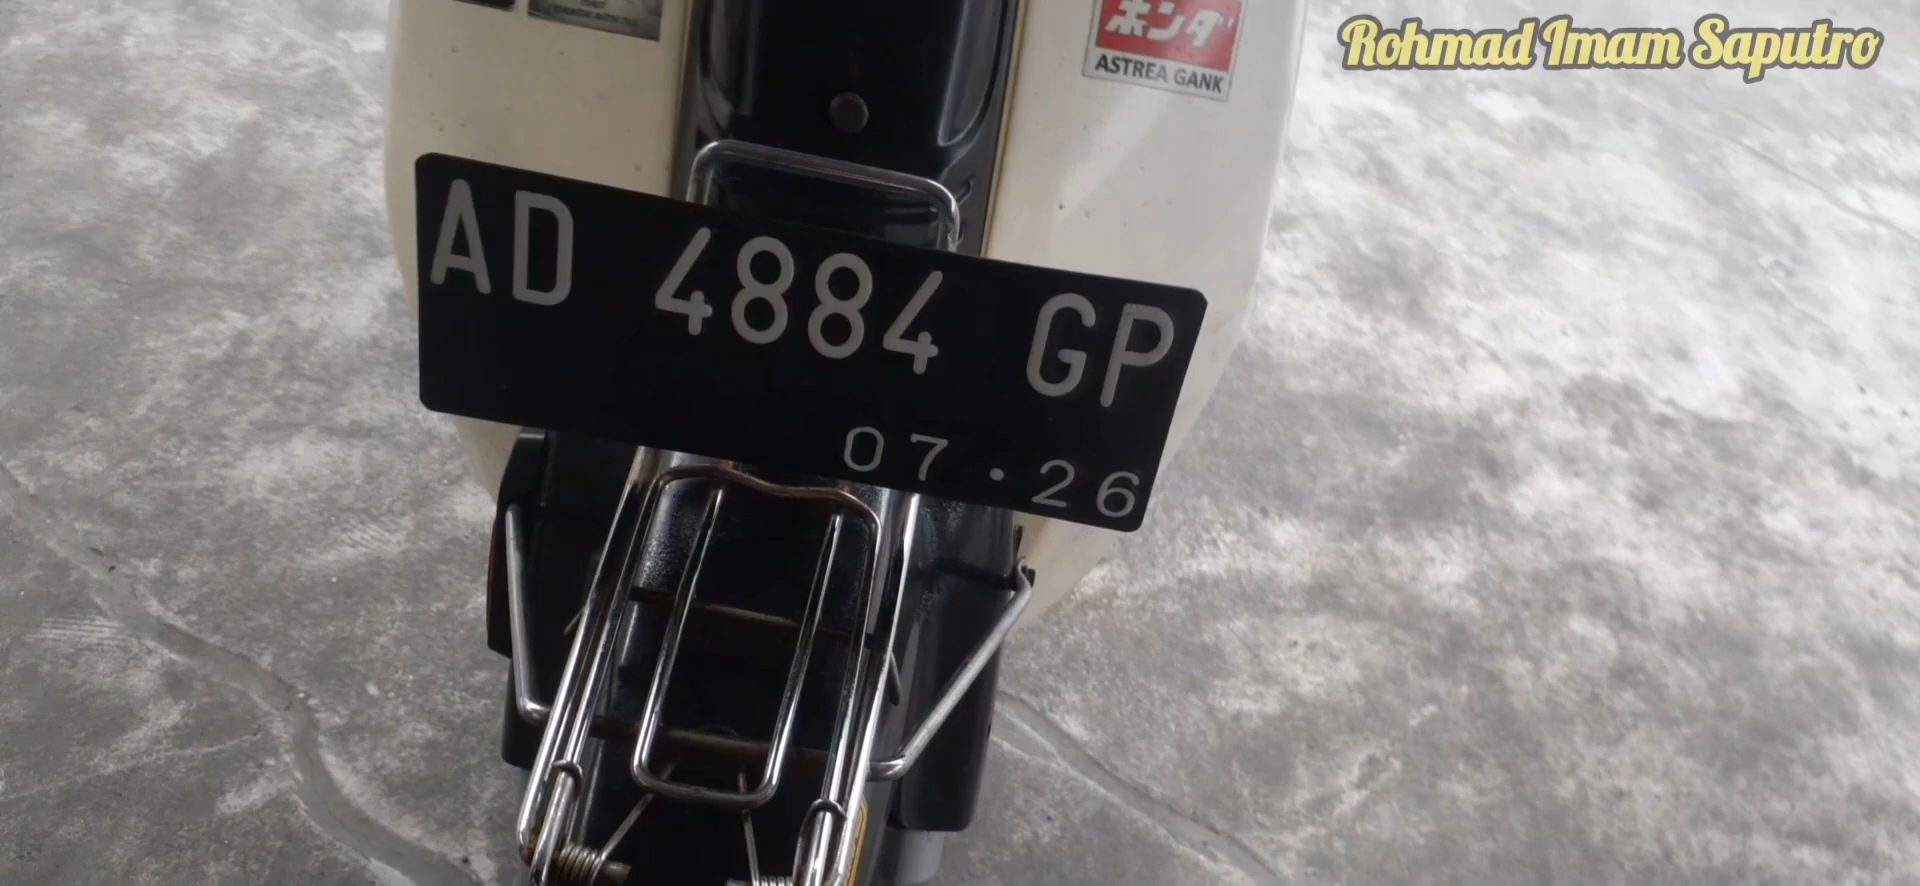 Rohmad Imam Saputro
ホンダ
ASTREA GANK
AD 4884 GP
07 . 26